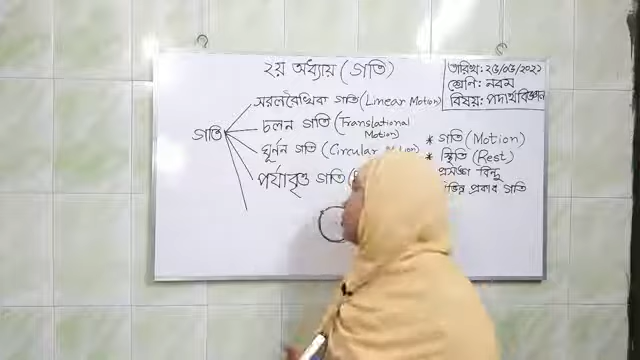 ২য় অধ্যায় (গতি)
তারিখ: ২৫/০৫/২০২১
শ্রেণি: নবম
বিষয়: পদার্থবিজ্ঞান
গতি
সরলরৈখিক গতি (Linear Motion)
চলন গতি (Translational Motion)
ঘূর্ণন গতি (Circular
পর্যাবৃত্ত গতি
* গতি (Motion)
* স্থিতি (Rest)
প্রসঙ্গ বিন্দু
প্রকার গতি